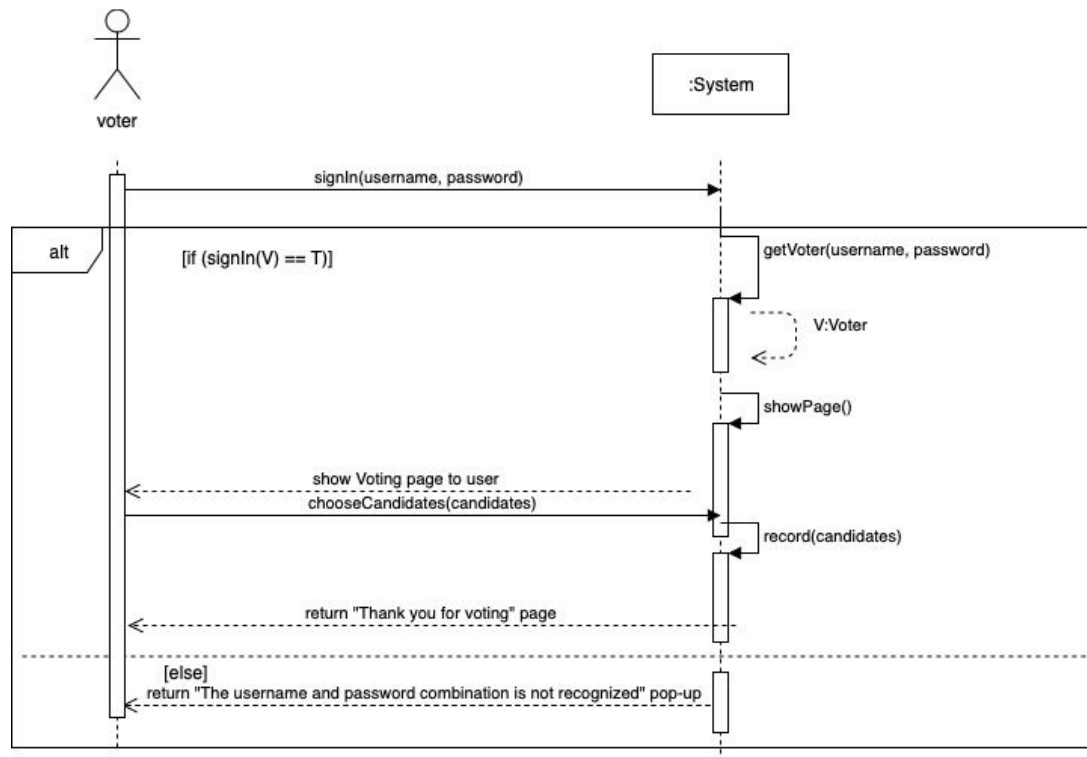 voter
:System
signIn(username, password)
alt
[if (signIn(V) == T)]
getVoter(username, password)
V:Voter
showPage()
show Voting page to user
chooseCandidates(candidates)
record(candidates)
return "Thank you for voting" page
[else]
return "The username and password combination is not recognized" pop-up